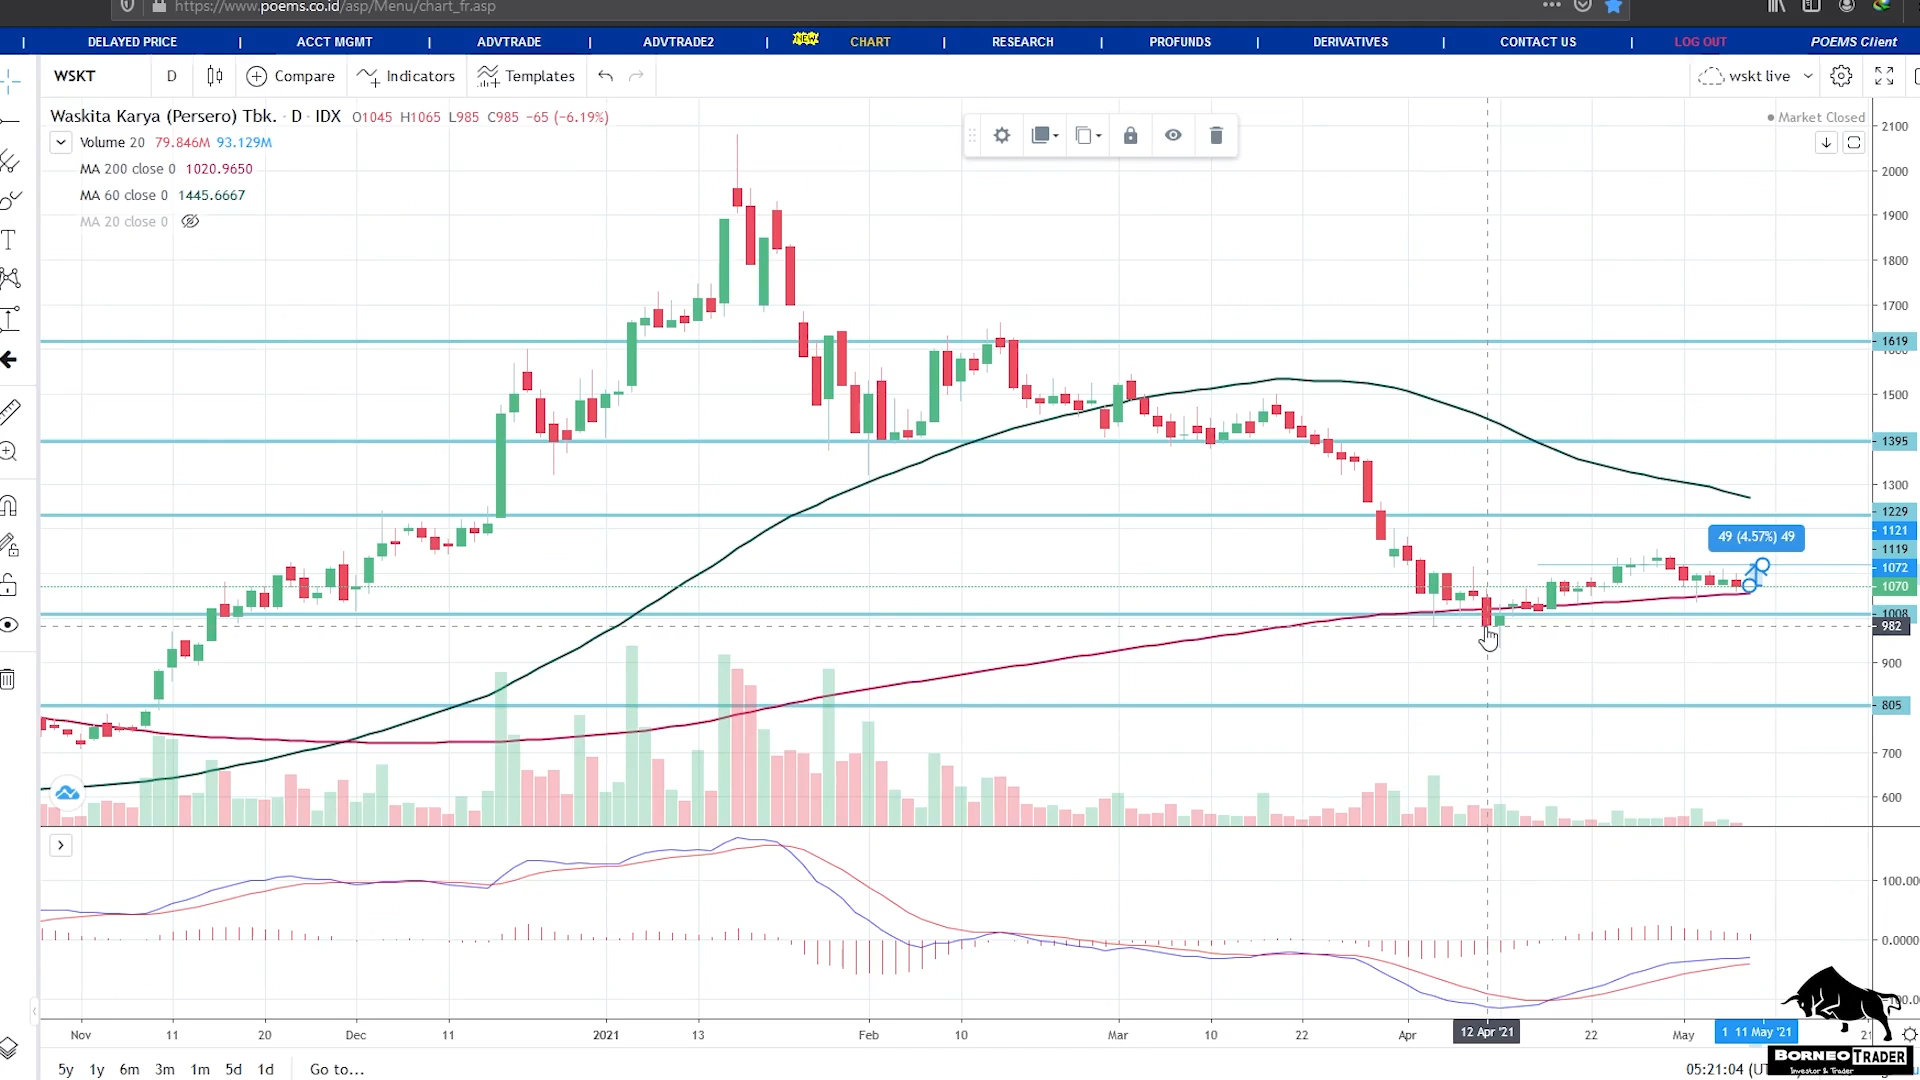 https://www.poems.co.id/asp/Menu/chart_fr.asp
| DELAYED PRICE | ACCT MGMT | ADVTRADE | ADVTRADE2 | NEW CHART | RESEARCH | PROFUNDS | DERIVATIVES | CONTACT US | LOG OUT POEMS Client
WSKT D Compare Indicators Templates wskt live
Waskita Karya (Persero) Tbk. · D · IDX O1045 H1065 L985 C985 −65 (−6.19%)
Market Closed
Volume 20 79.846M 93.129M
MA 200 close 0 1020.9650
MA 60 close 0 1445.6667
MA 20 close 0
2100
2000
1900
1800
1700
1619
1500
1395
1300
1229
1121
49 (4.57%) 49
1119
1072
1070
1008
982
900
805
700
600
100.00
0.0000
Nov 11 20 Dec 11 2021 13 Feb 10 Mar 10 22 Apr 12 Apr '21 22 May 11 May '21
BORNEO TRADER
Investor & Trader
5y 1y 6m 3m 1m 5d 1d Go to...
05:21:04